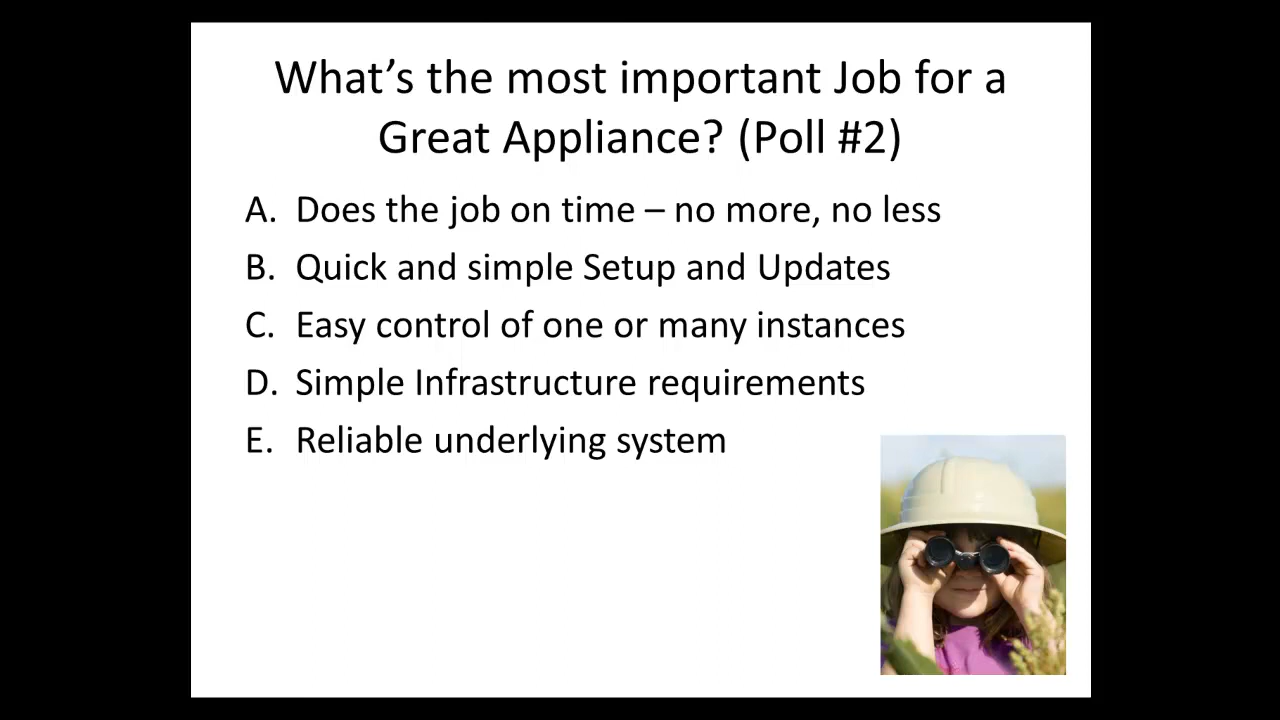 What’s the most important Job for a
Great Appliance? (Poll #2)
A. Does the job on time – no more, no less
B. Quick and simple Setup and Updates
C. Easy control of one or many instances
D. Simple Infrastructure requirements
E. Reliable underlying system